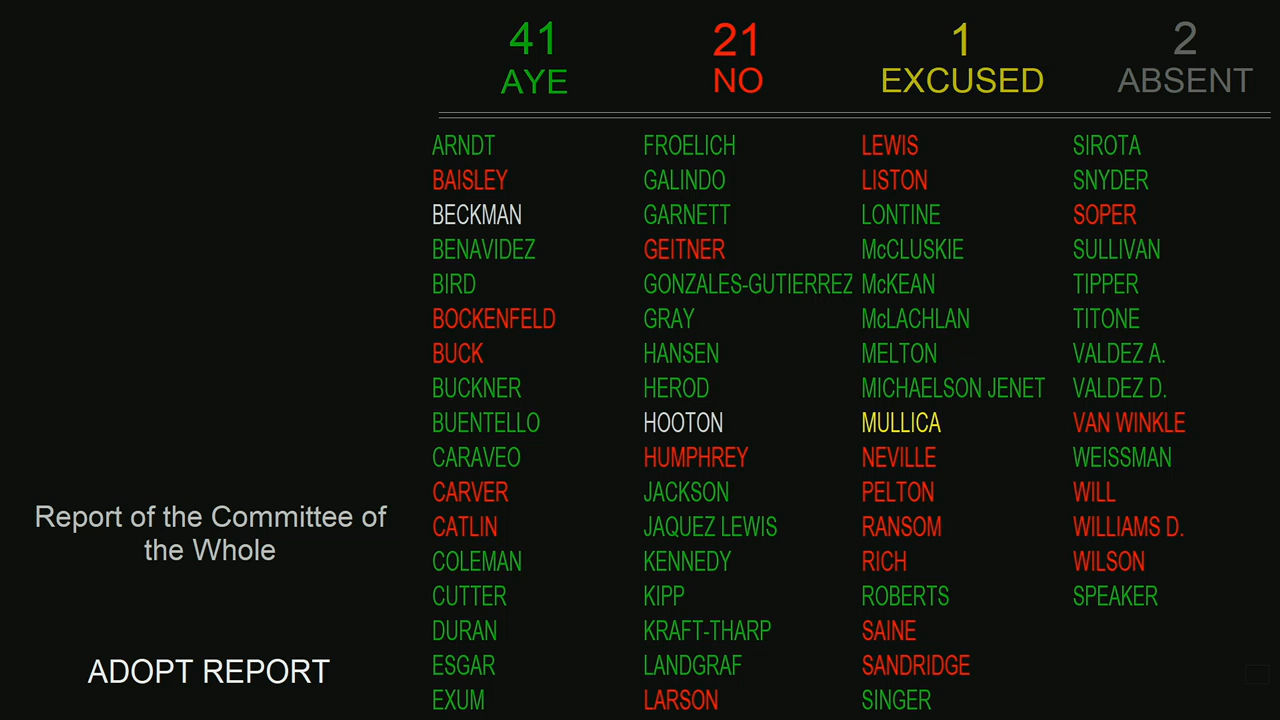 41 21 1 2
AYE NO EXCUSED ABSENT
ARNDT FROELICH LEWIS SIROTA
BAISLEY GALINDO LISTON SNYDER
BECKMAN GARNETT LONTINE SOPER
BENAVIDEZ GEITNER McCLUSKIE SULLIVAN
BIRD GONZALES-GUTIERREZ McKEAN TIPPER
BOCKENFELD GRAY McLACHLAN TITONE
BUCK HANSEN MELTON VALDEZ A.
BUCKNER HEROD MICHAELSON JENET VALDEZ D.
BUENTELLO HOOTON MULLICA VAN WINKLE
CARAVEO HUMPHREY NEVILLE WEISSMAN
CARVER JACKSON PELTON WILL
CATLIN JAQUEZ LEWIS RANSOM WILLIAMS D.
COLEMAN KENNEDY RICH WILSON
CUTTER KIPP ROBERTS SPEAKER
DURAN KRAFT-THARP SAINE
ESGAR LANDGRAF SANDRIDGE
EXUM LARSON SINGER
Report of the Committee of
the Whole
ADOPT REPORT